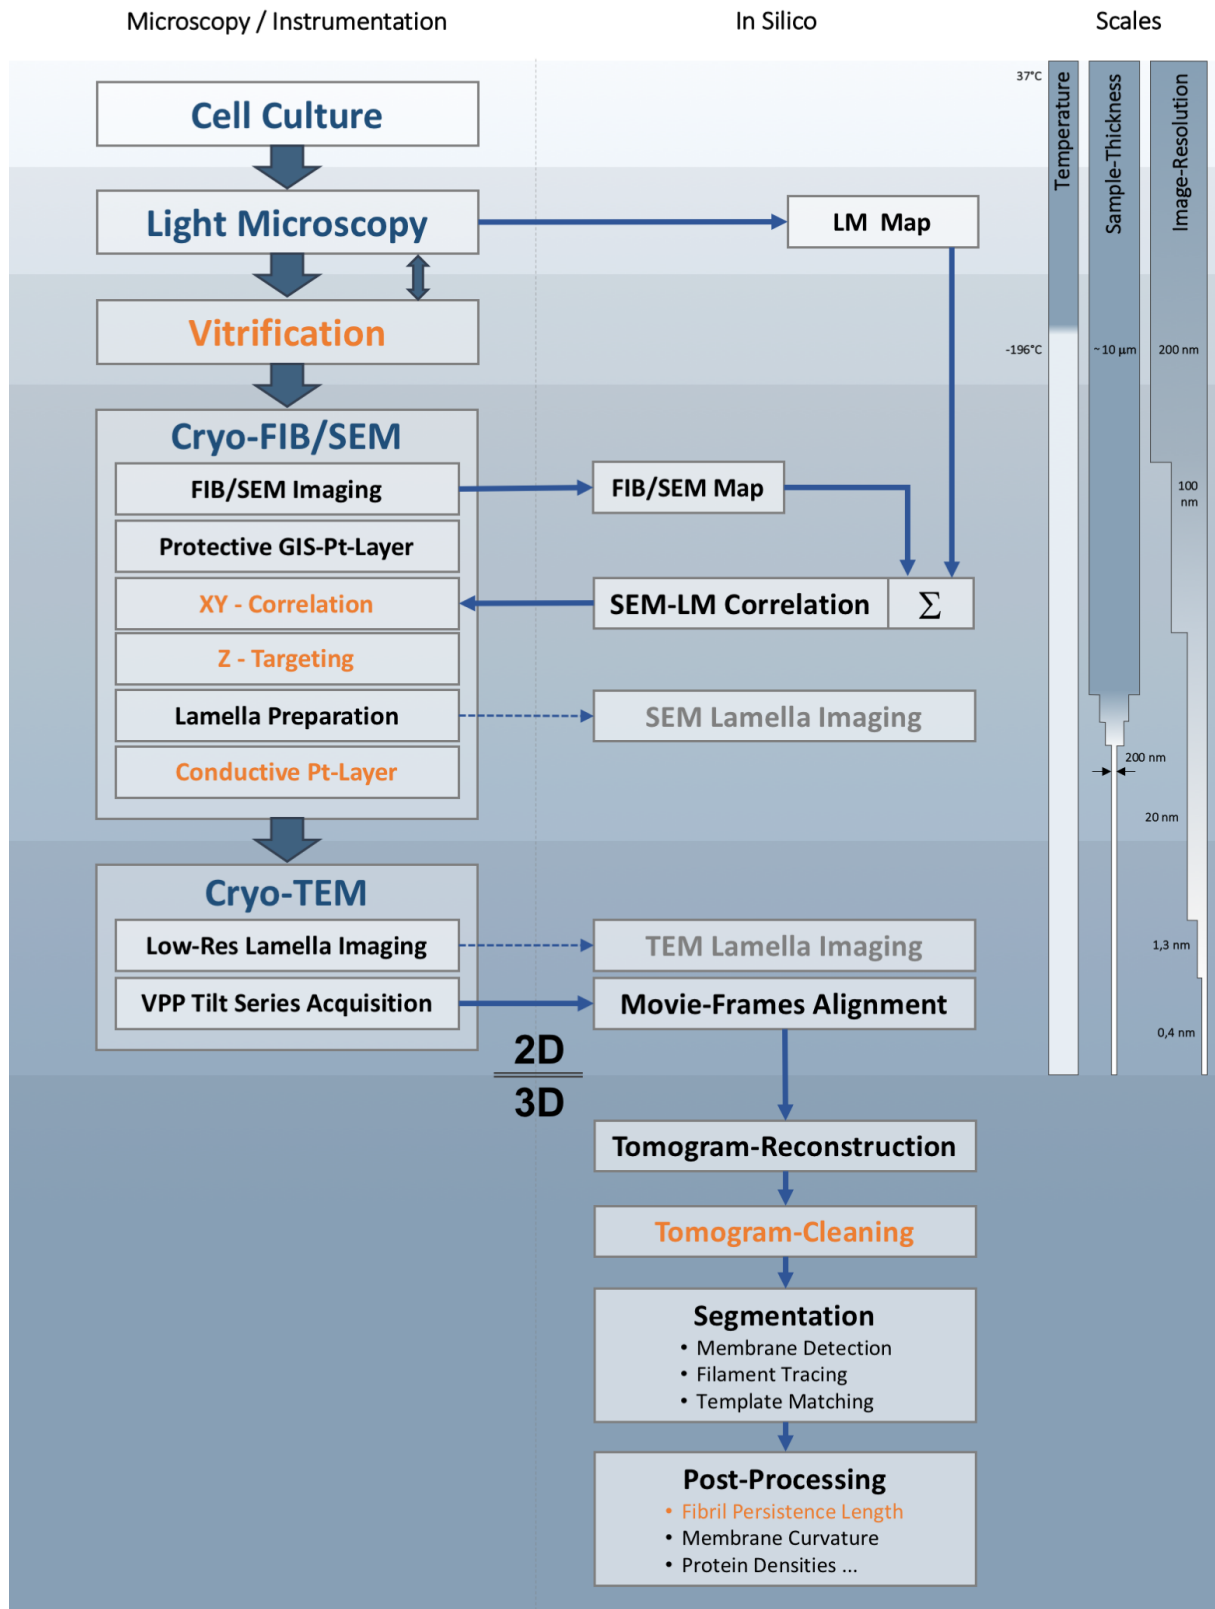 Microscopy / Instrumentation
In Silico
Scales
Cell Culture
Light Microscopy
LM Map
Vitrification
Cryo-FIB/SEM
FIB/SEM Imaging
FIB/SEM Map
Protective GIS-Pt-Layer
XY - Correlation
SEM-LM Correlation
Σ
Z - Targeting
Lamella Preparation
SEM Lamella Imaging
Conductive Pt-Layer
Cryo-TEM
Low-Res Lamella Imaging
TEM Lamella Imaging
VPP Tilt Series Acquisition
Movie-Frames Alignment
2D
3D
Tomogram-Reconstruction
Tomogram-Cleaning
Segmentation
• Membrane Detection
• Filament Tracing
• Template Matching
Post-Processing
• Fibril Persistence Length
• Membrane Curvature
• Protein Densities ...
37°C
Temperature
-196°C
Sample-Thickness
~10 µm
200 nm
Image-Resolution
200 nm
100
nm
20 nm
1,3 nm
0,4 nm